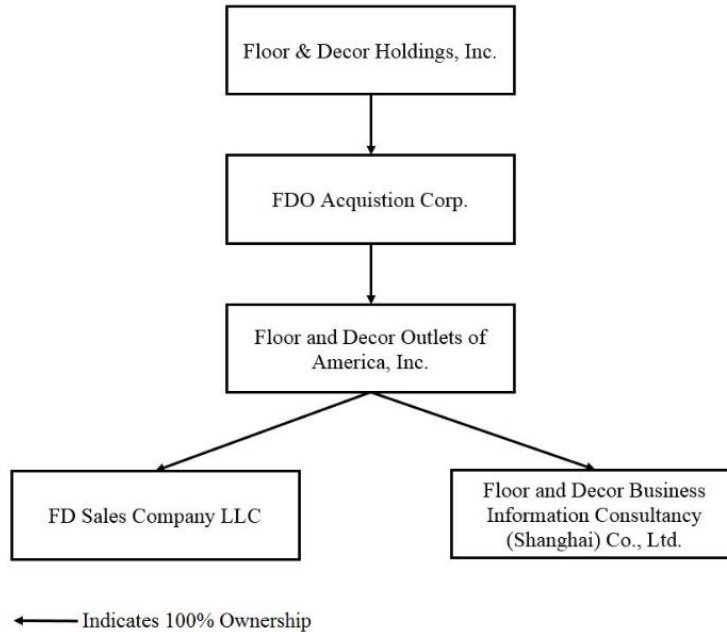 Floor & Decor Holdings, Inc.
FDO Acquistion Corp.
Floor and Decor Outlets of
America, Inc.
FD Sales Company LLC
Floor and Decor Business
Information Consultancy
(Shanghai) Co., Ltd.
Indicates 100% Ownership